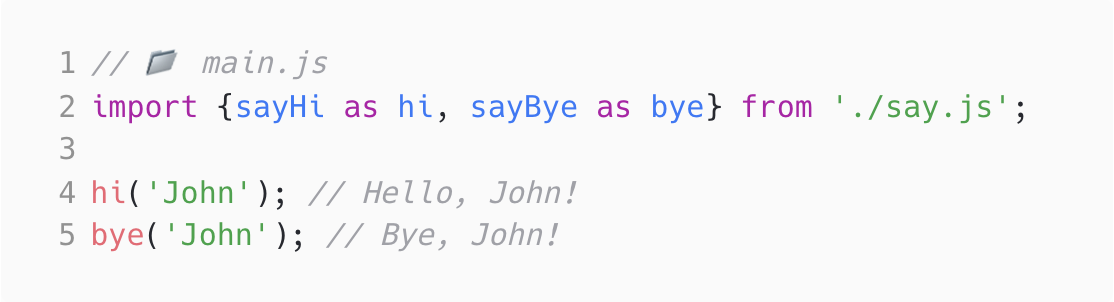 1 // 📁 main.js
2 import {sayHi as hi, sayBye as bye} from './say.js';
3
4 hi('John'); // Hello, John!
5 bye('John'); // Bye, John!